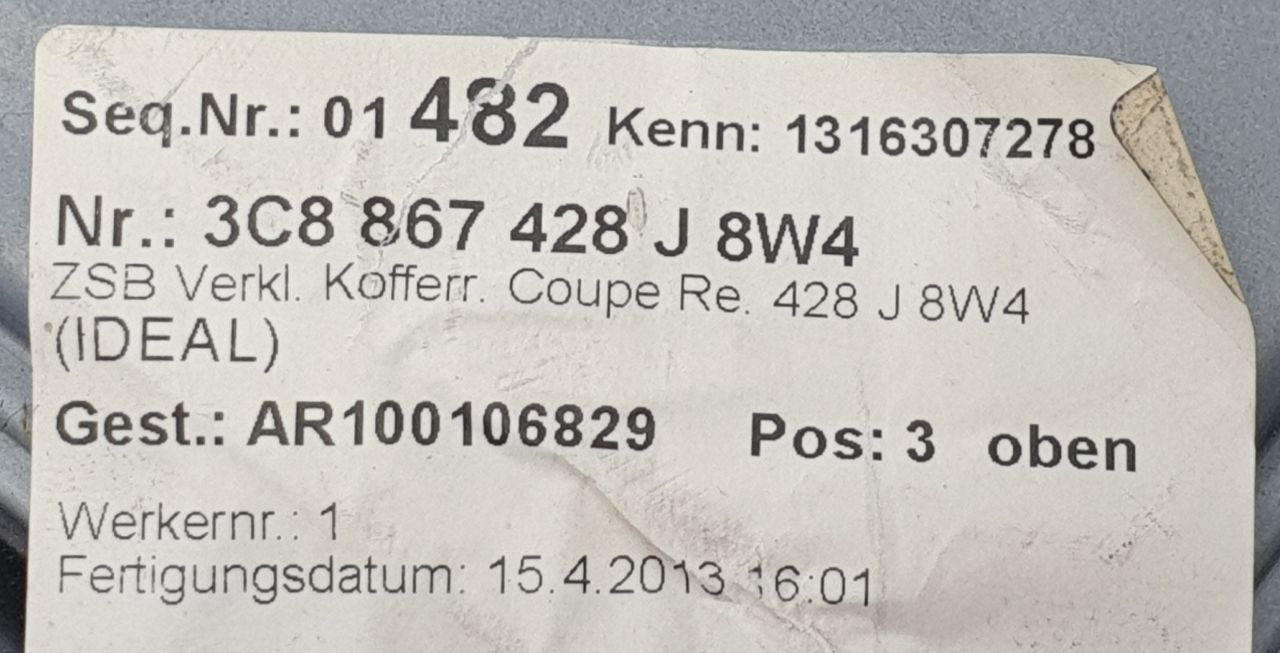 Seq.Nr.: 01 482 Kenn: 1316307278
Nr.: 3C8 867 428 J 8W4
ZSB Verkl. Kofferr. Coupe Re. 428 J 8W4
(IDEAL)
Gest.: AR100106829 Pos: 3 oben
Werkernr.: 1
Fertigungsdatum: 15.4.2013 16:01